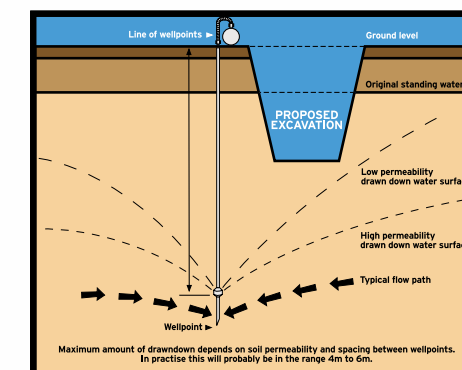 Line of wellpoints
Ground level
Original standing water
PROPOSED
EXCAVATION
Low permeability
drawn down water surfa
High permeability
drawn down water surfac
Typical flow path
Wellpoint
Maximum amount of drawndown depends on soil permeability and spacing between wellpoints.
In practise this will probably be in the range 4m to 6m.